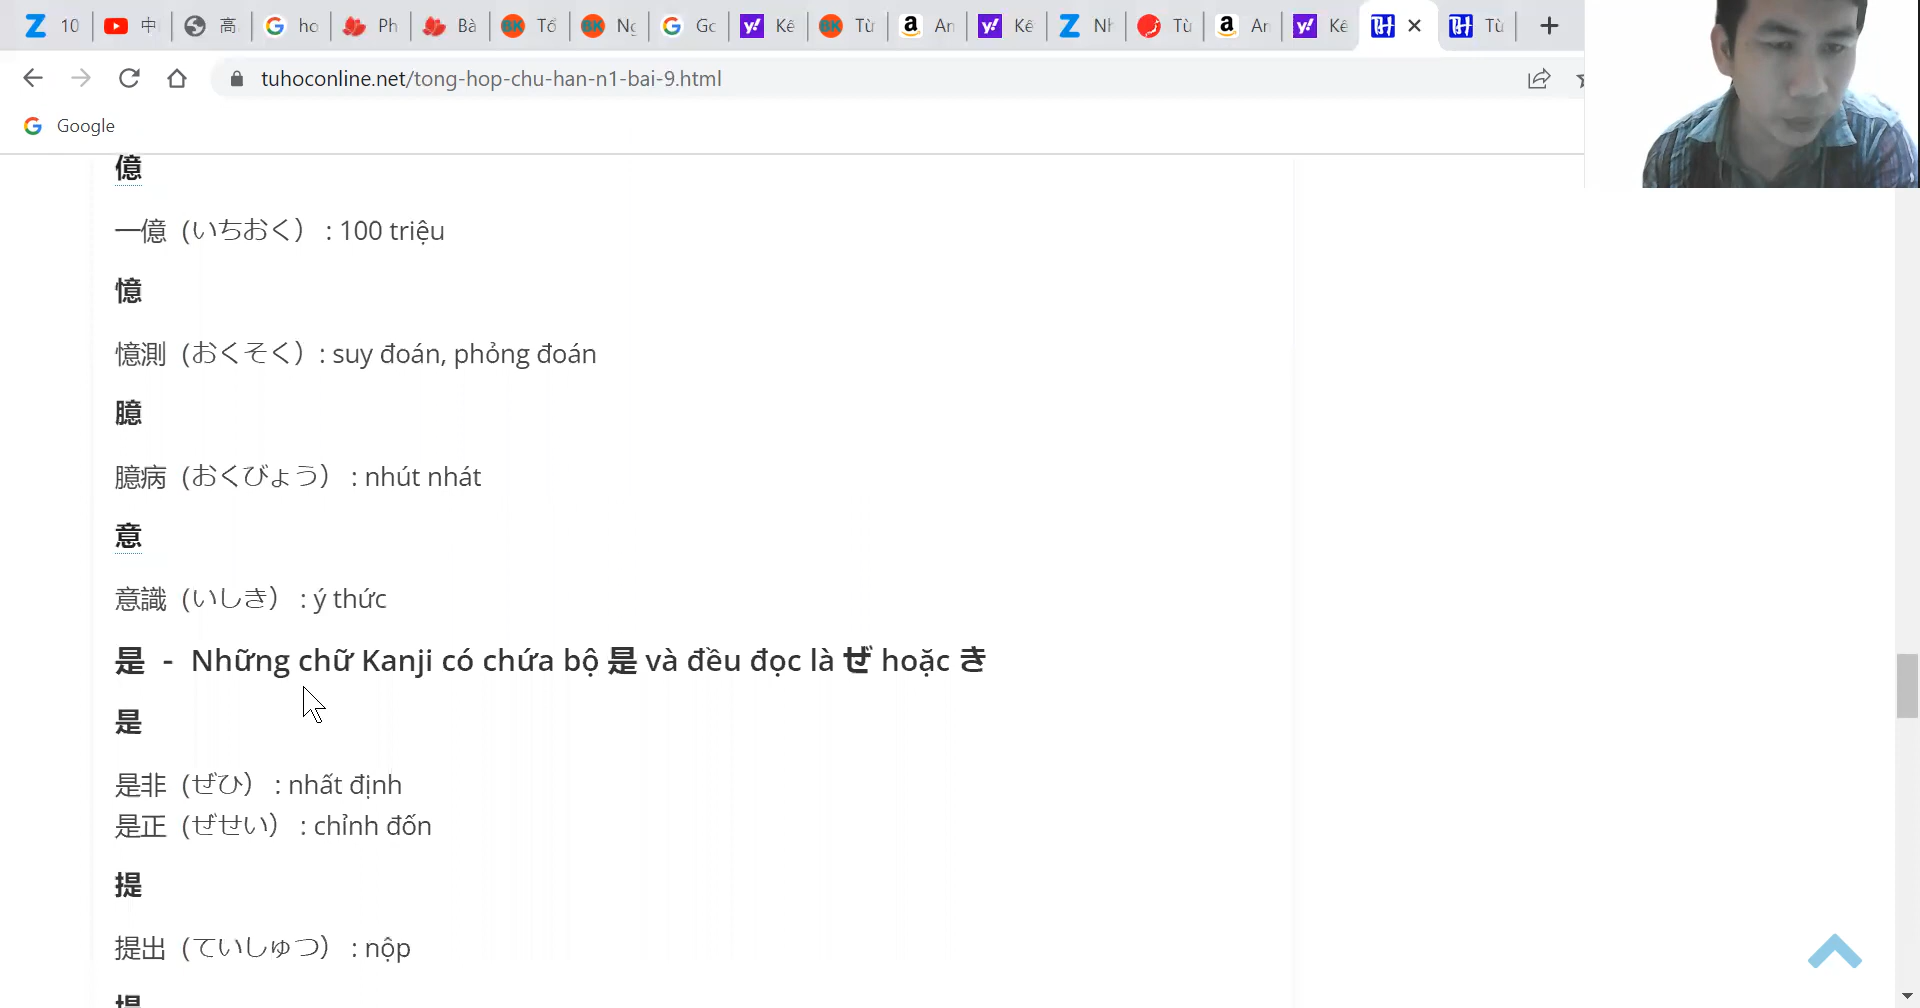 10 中 高 ho Ph Bà Tố Ng Gc Kê Từ An Kê Nh Từ An Kê Từ
tuhoconline.net/tong-hop-chu-han-n1-bai-9.html
Google
億
一億（いちおく） : 100 triệu
憶
憶測（おくそく）: suy đoán, phỏng đoán
臆
臆病（おくびょう） : nhút nhát
意
意識（いしき） : ý thức
是 - Những chữ Kanji có chứa bộ 是 và đều đọc là ぜ hoặc き
是
是非（ぜひ） : nhất định
是正（ぜせい） : chỉnh đốn
提
提出（ていしゅつ） : nộp